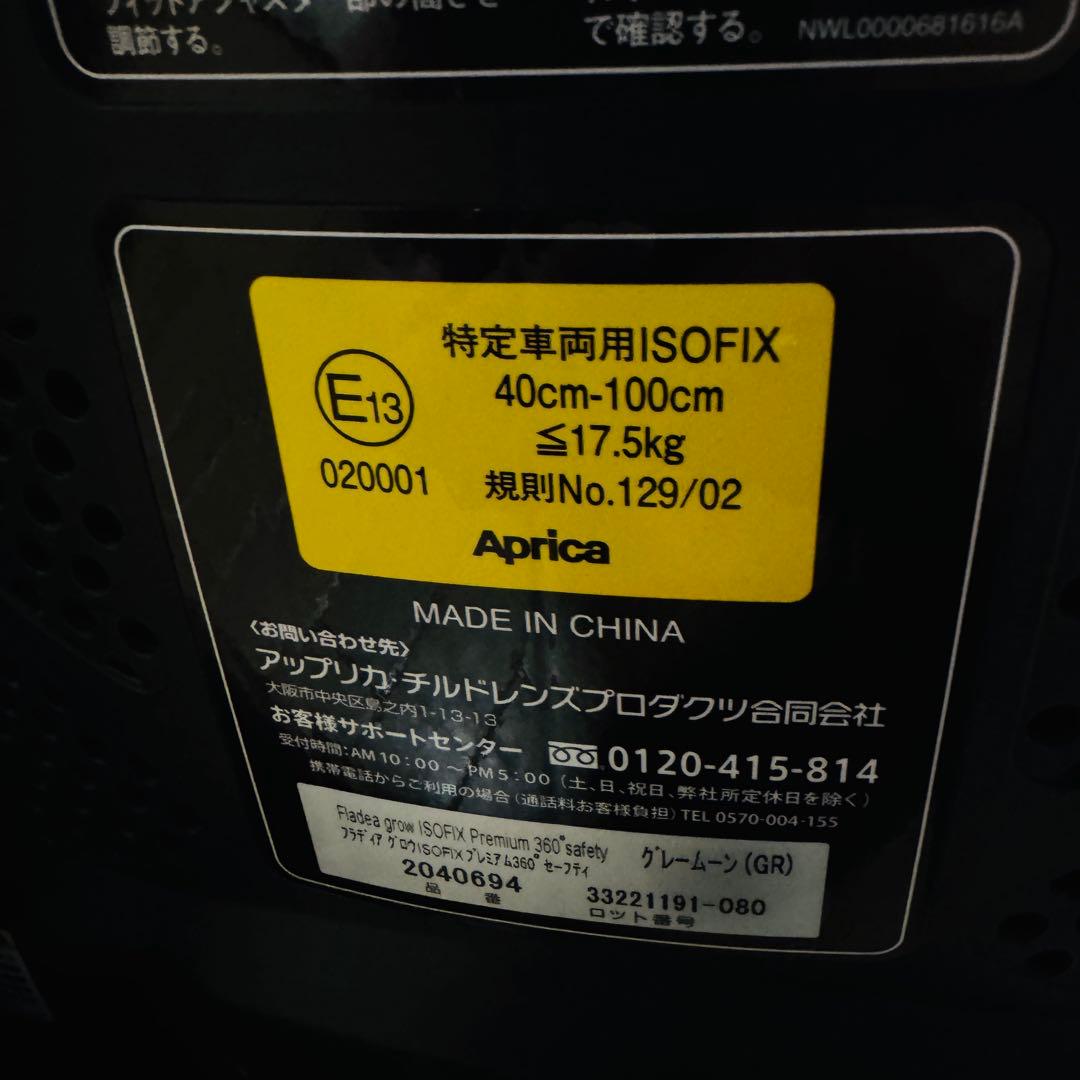 調節する。
で確認する。 NWL0000681616A
E13
020001
特定車両用ISOFIX
40cm-100cm
≦17.5kg
規則No.129/02
Aprica
MADE IN CHINA
〈お問い合わせ先〉
アップリカ・チルドレンズプロダクツ合同会社
大阪市中央区島之内1-13-13
お客様サポートセンター 0120-415-814
受付時間:AM10:00〜PM5:00(土、日、祝日、弊社所定休日を除く)
携帯電話からご利用の場合(通話料お客様負担)TEL 0570-004-155
Fladea grow ISOFIX Premium 360°safety
フラディア グロウISOFIXプレミアム360° セーフティ グレームーン(GR)
2040694 33221191-080
品番 ロット番号